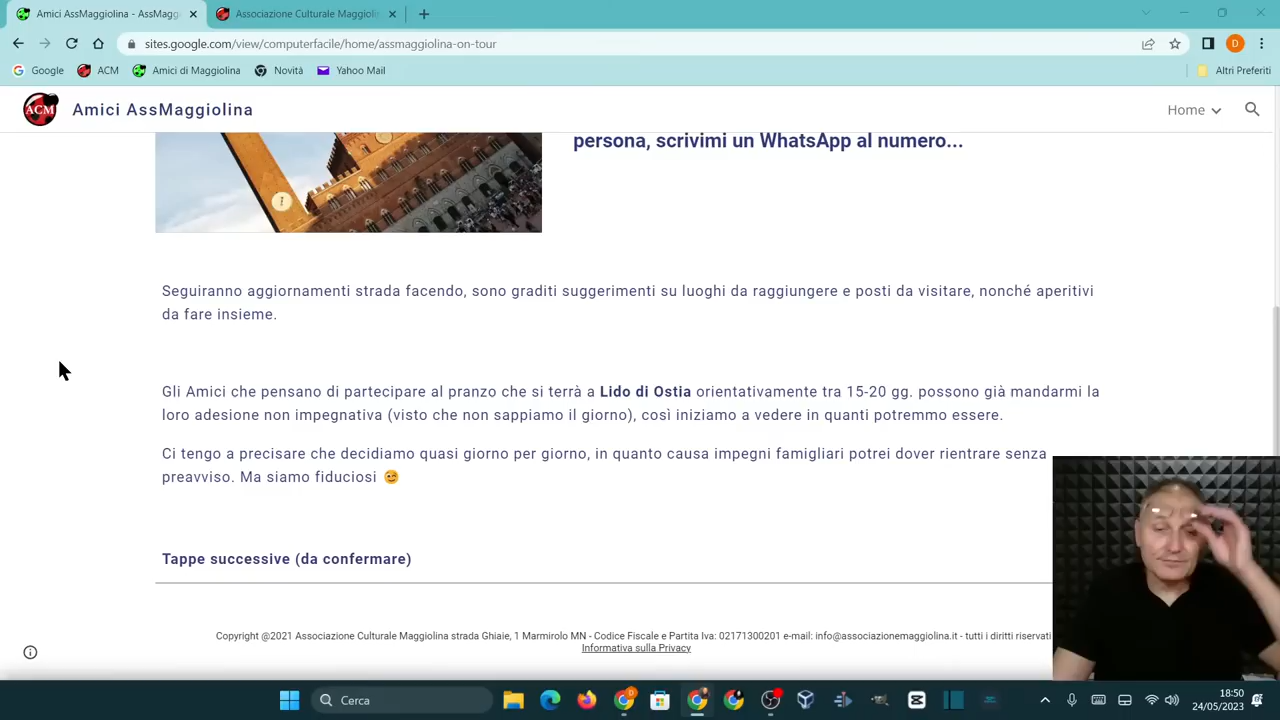 Amici AssMaggiolina - Assmagg
Associazione Culturale Maggiolin
sites.google.com/view/computerfacile/home/assmaggiolina-on-tour
D
Google ACM Amici di Maggiolina Novità Yahoo Mail Altri Preferiti
ACM Amici AssMaggiolina Home
persona, scrivimi un WhatsApp al numero...
Seguiranno aggiornamenti strada facendo, sono graditi suggerimenti su luoghi da raggiungere e posti da visitare, nonché aperitivi
da fare insieme.
Gli Amici che pensano di partecipare al pranzo che si terrà a Lido di Ostia orientativamente tra 15-20 gg. possono già mandarmi la
loro adesione non impegnativa (visto che non sappiamo il giorno), così iniziamo a vedere in quanti potremmo essere.
Ci tengo a precisare che decidiamo quasi giorno per giorno, in quanto causa impegni famigliari potrei dover rientrare senza
preavviso. Ma siamo fiduciosi 😊
Tappe successive (da confermare)
Copyright @2021 Associazione Culturale Maggiolina strada Ghiaie, 1 Marmirolo MN - Codice Fiscale e Partita Iva: 02171300201 e-mail: info@associazionemaggiolina.it - tutti i diritti riservati
Informativa sulla Privacy
Cerca
18:50
24/05/2023